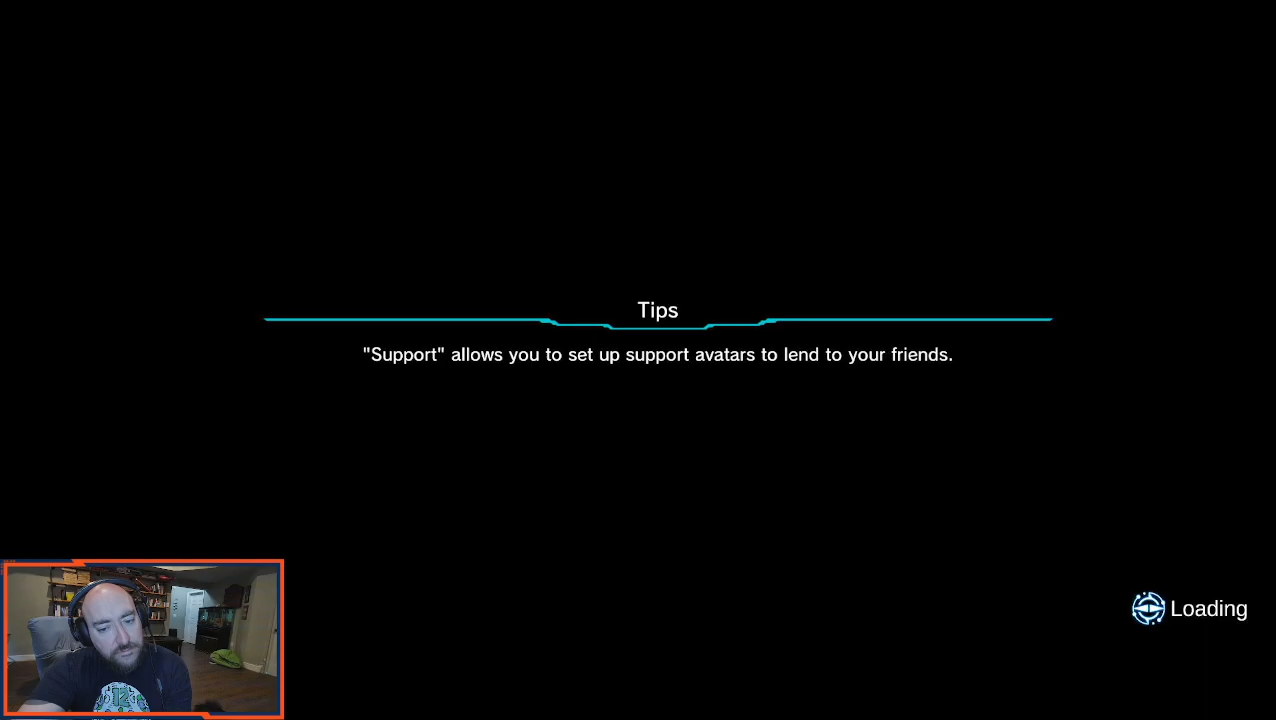 Tips
"Support" allows you to set up support avatars to lend to your friends.
Loading